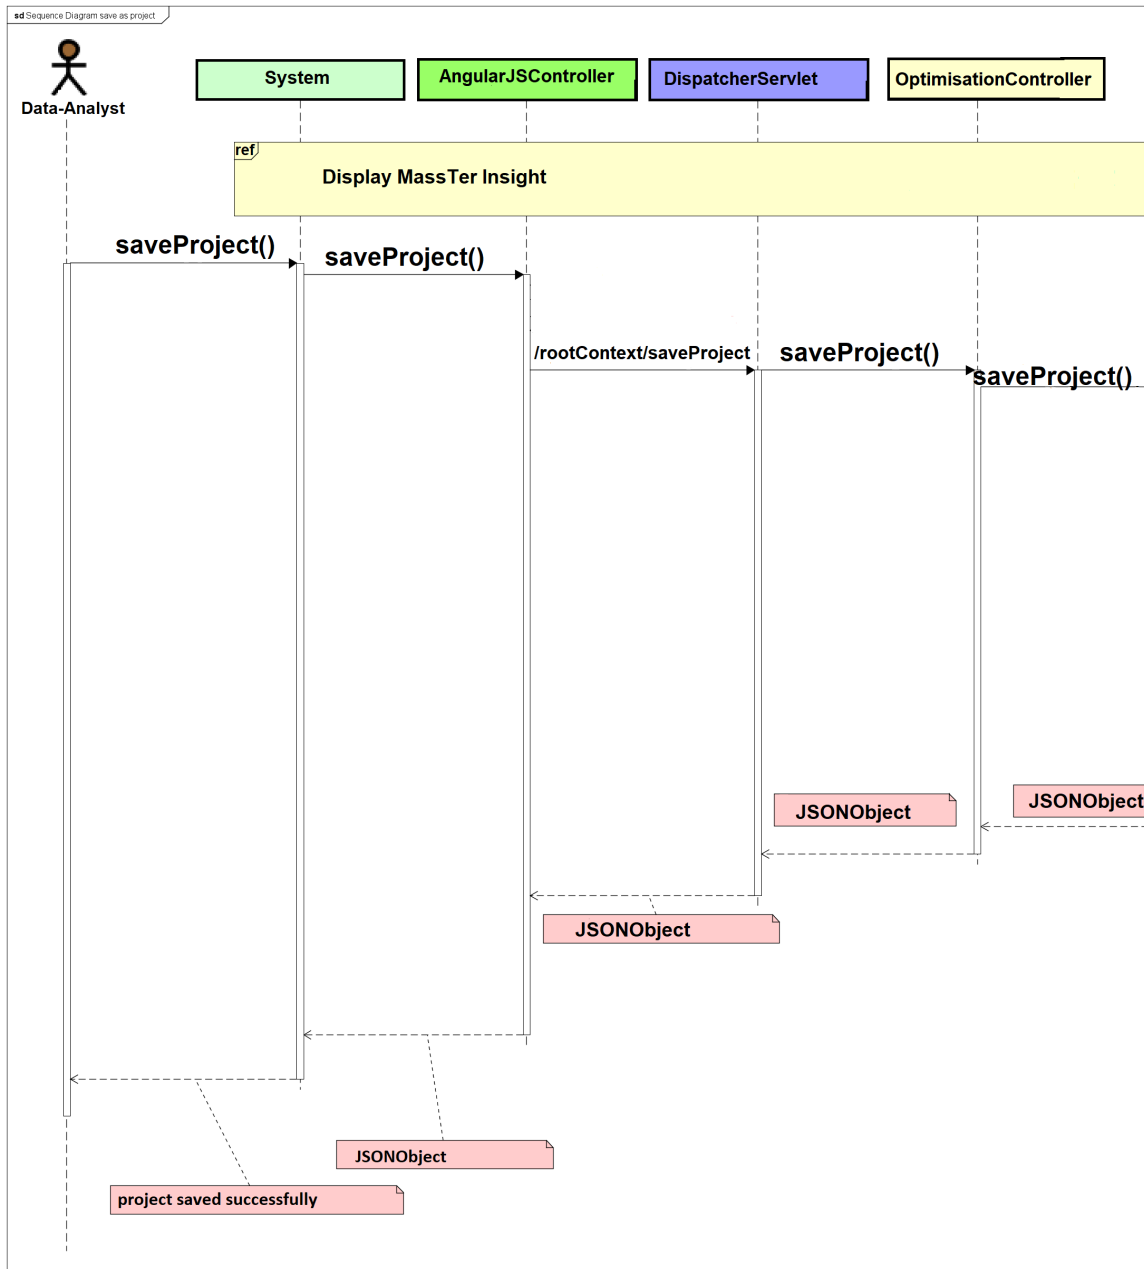 sd Sequence Diagram save as project
Data-Analyst
System
AngularJSController
DispatcherServlet
OptimisationController
ref
Display MassTer Insight
saveProject()
saveProject()
/rootContext/saveProject
saveProject()
saveProject()
JSONObject
JSONObject
JSONObject
JSONObject
project saved successfully